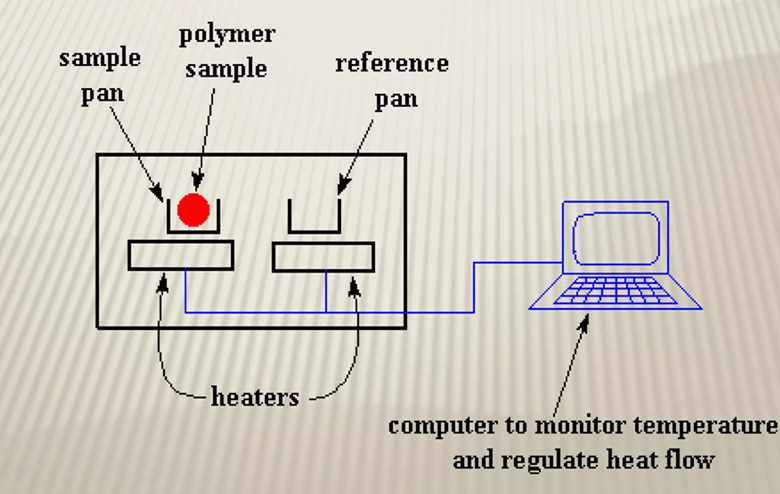 sample
pan
polymer
sample
reference
pan
heaters
computer to monitor temperature
and regulate heat flow